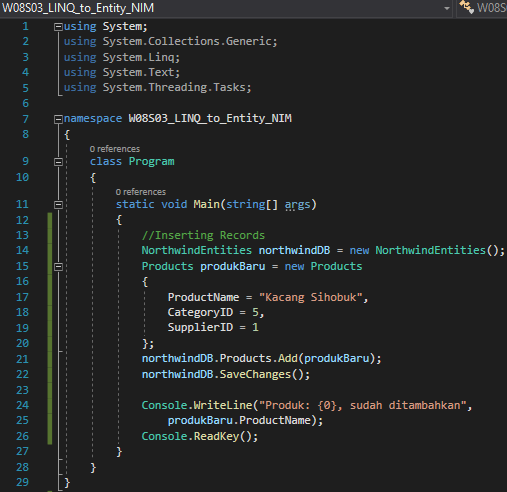 W08S03_LINQ_to_Entity_NIM W08S
1 using System;
2 using System.Collections.Generic;
3 using System.Linq;
4 using System.Text;
5 using System.Threading.Tasks;
6
7 namespace W08S03_LINQ_to_Entity_NIM
8 {
0 references
9 class Program
10 {
0 references
11 static void Main(string[] args)
12 {
13 //Inserting Records
14 NorthwindEntities northwindDB = new NorthwindEntities();
15 Products produkBaru = new Products
16 {
17 ProductName = "Kacang Sihobuk",
18 CategoryID = 5,
19 SupplierID = 1
20 };
21 northwindDB.Products.Add(produkBaru);
22 northwindDB.SaveChanges();
23
24 Console.WriteLine("Produk: {0}, sudah ditambahkan",
25 produkBaru.ProductName);
26 Console.ReadKey();
27 }
28 }
29 }